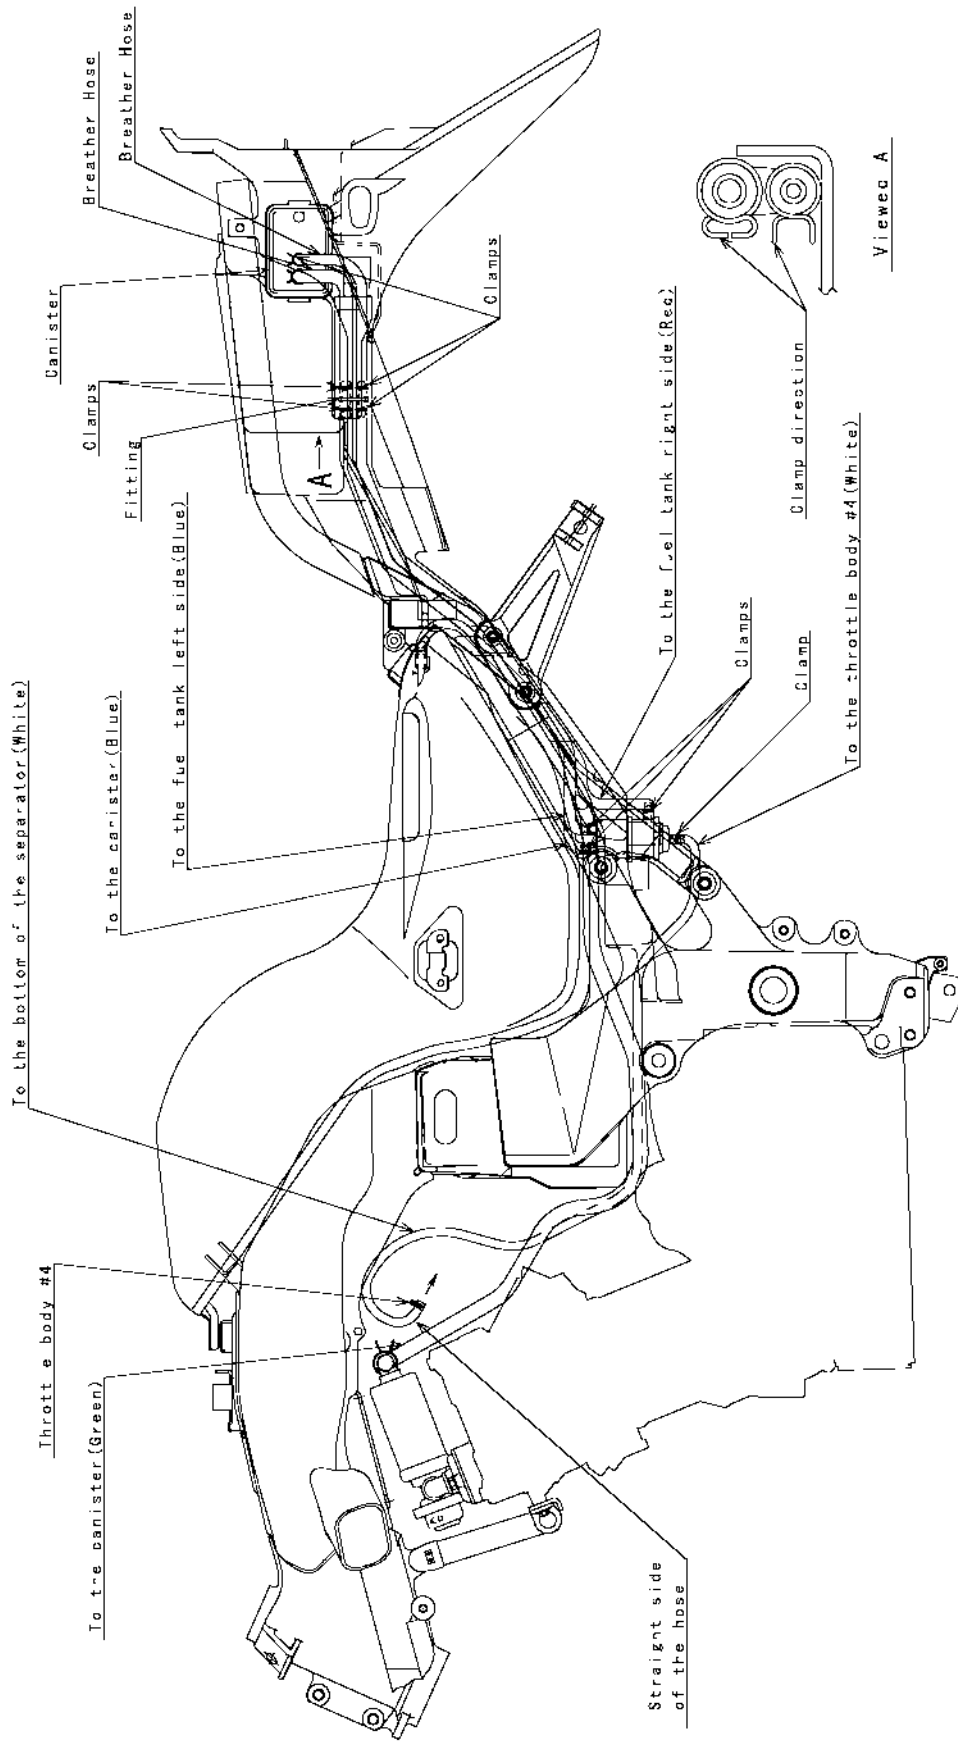 Breather Hose
Breather Hose
Canister
Clamps
Fitting
A
To the fue tank left side(Blue)
To the canister(Blue)
To the bottom of the separator(White)
Thrott e body #4
To the canister(Green)
Clamps
Viewed A
Clamp direction
To the fuel tank right side(Red)
Clamps
Clamp
To the throttle body #4(White)
Straight side
of the hose